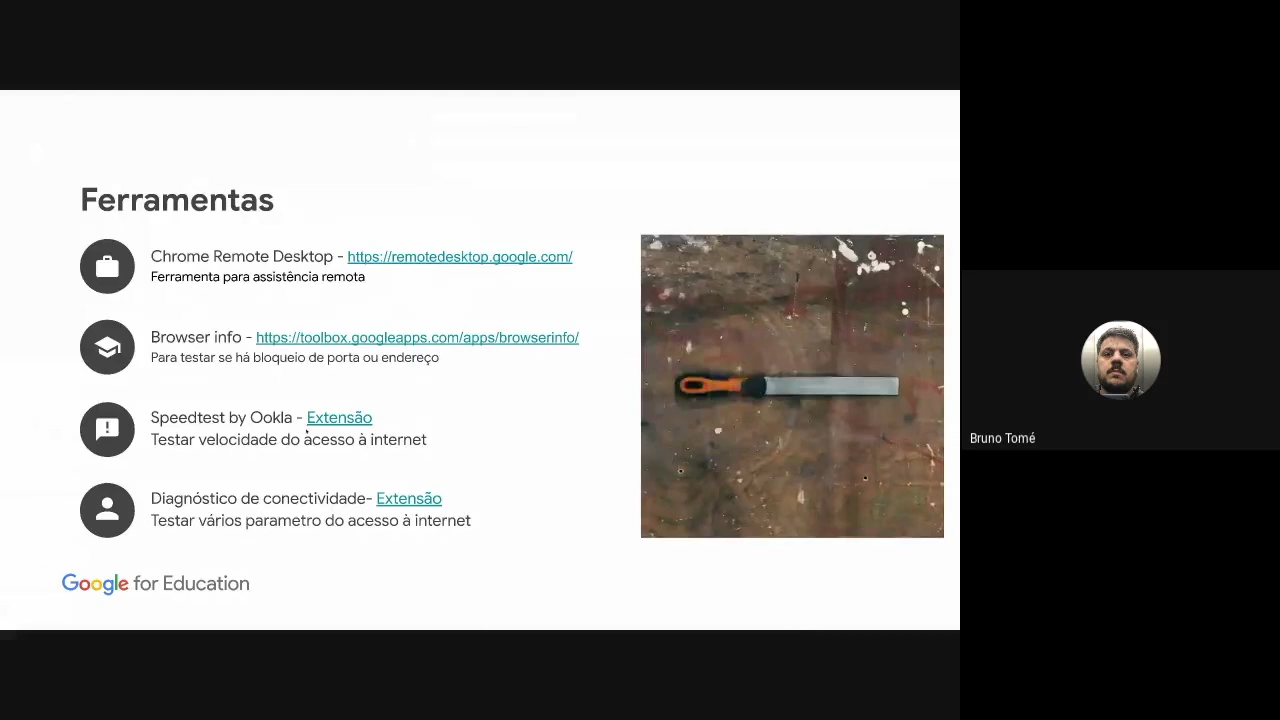 Ferramentas
Chrome Remote Desktop - https://remotedesktop.google.com/
Ferramenta para assistência remota
Browser info - https://toolbox.googleapps.com/apps/browserinfo/
Para testar se há bloqueio de porta ou endereço
Speedtest by Ookla - Extensão
Testar velocidade do acesso à internet
Diagnóstico de conectividade- Extensão
Testar vários parametro do acesso à internet
Google for Education
Bruno Tomé